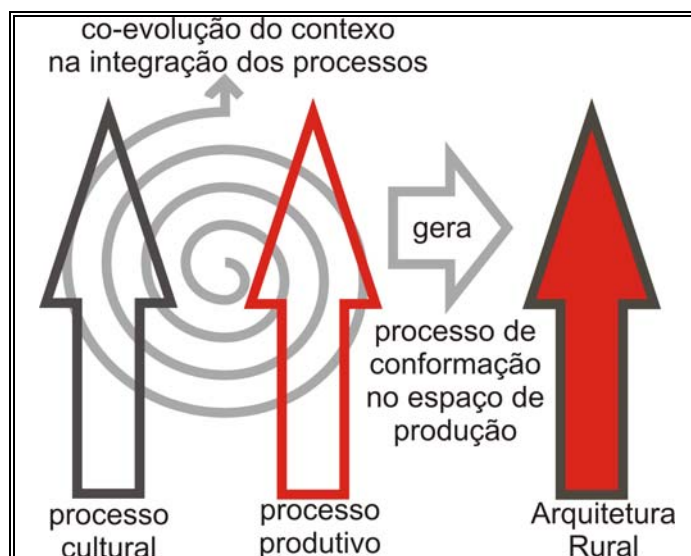 co-evolução do contexo
na integração dos processos
gera
processo de
conformação
no espaço de
produção
processo
cultural
processo
produtivo
Arquitetura
Rural